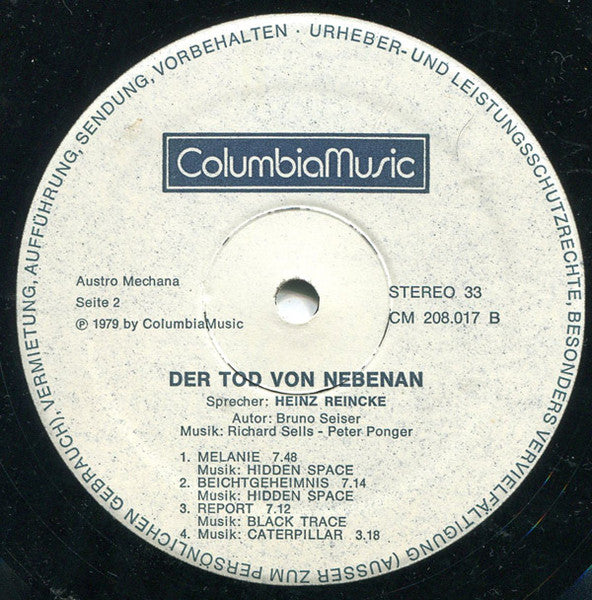 URHEBER- UND LEISTUNGSSCHUTZRECHTE, BESONDERS VERVIELFÄLTIGUNG (AUSSER ZUM PERSÖNLICHEN GEBRAUCH), VERMIETUNG, AUFFÜHRUNG, SENDUNG, VORBEHALTEN ·
ColumbiaMusic
Austro Mechana
Seite 2
℗ 1979 by ColumbiaMusic
STEREO 33
CM 208.017 B
DER TOD VON NEBENAN
Sprecher: HEINZ REINCKE
Autor: Bruno Seiser
Musik: Richard Sells - Peter Ponger
1. MELANIE 7.48
Musik: HIDDEN SPACE
2. BEICHTGEHEIMNIS 7.14
Musik: HIDDEN SPACE
3. REPORT 7.12
Musik: BLACK TRACE
4. Musik: CATERPILLAR 3.18